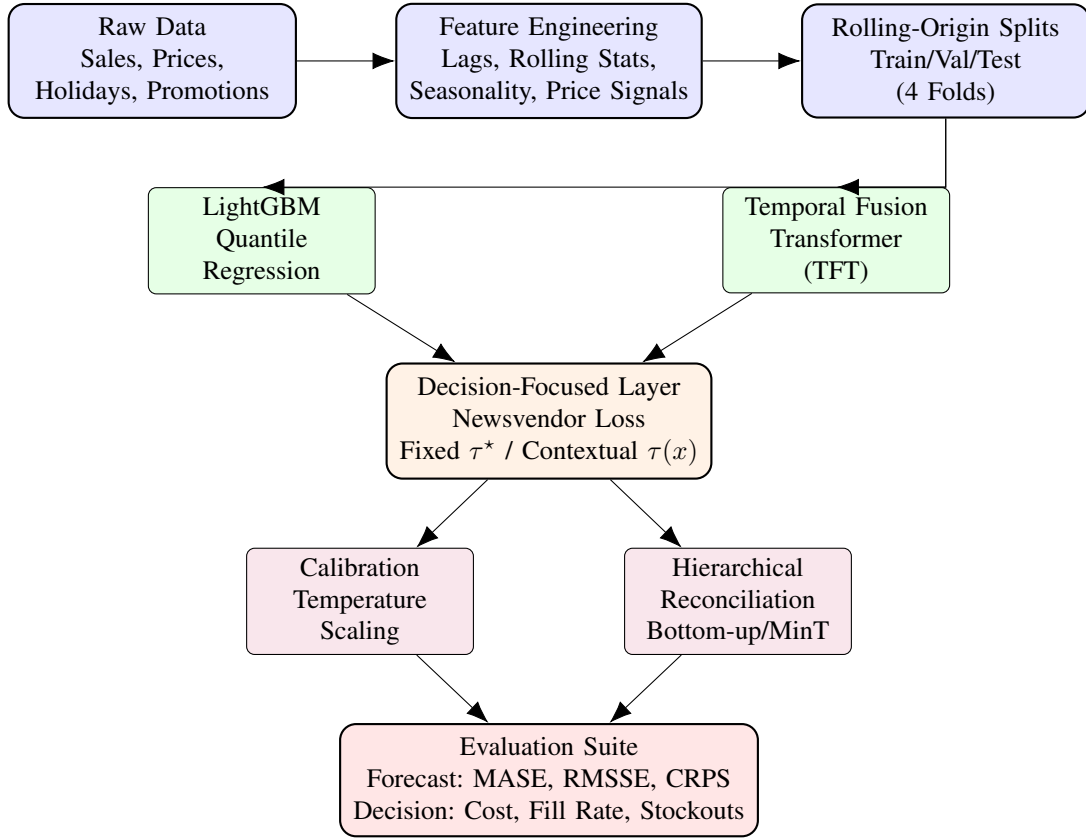 Raw Data
Sales, Prices,
Holidays, Promotions
Feature Engineering
Lags, Rolling Stats,
Seasonality, Price Signals
Rolling-Origin Splits
Train/Val/Test
(4 Folds)
LightGBM
Quantile
Regression
Temporal Fusion
Transformer
(TFT)
Decision-Focused Layer
Newsvendor Loss
Fixed τ⋆ / Contextual τ(x)
Calibration
Temperature
Scaling
Hierarchical
Reconciliation
Bottom-up/MinT
Evaluation Suite
Forecast: MASE, RMSSE, CRPS
Decision: Cost, Fill Rate, Stockouts